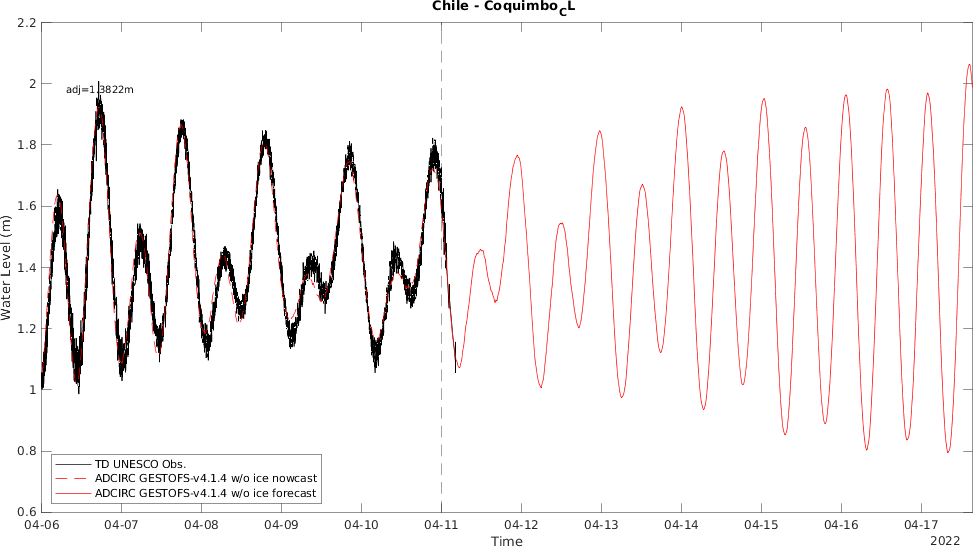 Chile - CoquimboCL
2.2
2
1.8
1.6
1.4
1.2
1
0.8
0.6
Water Level (m)
adj=1.3822m
TD UNESCO Obs.
ADCIRC GESTOFS-v4.1.4 w/o ice nowcast
ADCIRC GESTOFS-v4.1.4 w/o ice forecast
04-06 04-07 04-08 04-09 04-10 04-11 04-12 04-13 04-14 04-15 04-16 04-17
Time
2022